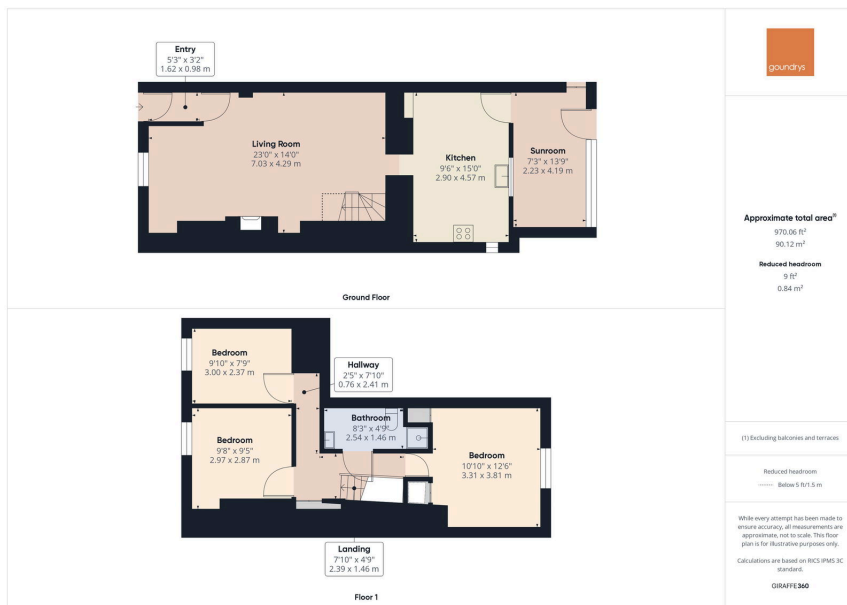 Entry
5'3" x 3'2"
1.62 x 0.98 m
Living Room
23'0" x 14'0"
7.03 x 4.29 m
Kitchen
9'6" x 15'0"
2.90 x 4.57 m
Sunroom
7'3" x 13'9"
2.23 x 4.19 m
Ground Floor
Bedroom
9'10" x 7'9"
3.00 x 2.37 m
Hallway
2'5" x 7'10"
0.76 x 2.41 m
Bathroom
8'3" x 4'9"
2.54 x 1.46 m
Bedroom
9'8" x 9'5"
2.97 x 2.87 m
Bedroom
10'10" x 12'6"
3.31 x 3.81 m
Landing
7'10" x 4'9"
2.39 x 1.46 m
Floor 1
goundrys
Approximate total area⁽¹⁾
970.06 ft²
90.12 m²
Reduced headroom
9 ft²
0.84 m²
(1) Excluding balconies and terraces
Reduced headroom
Below 5 ft/1.5 m
While every attempt has been made to
ensure accuracy, all measurements are
approximate, not to scale. This floor
plan is for illustrative purposes only.
Calculations are based on RICS IPMS 3C
standard.
GIRAFFE360